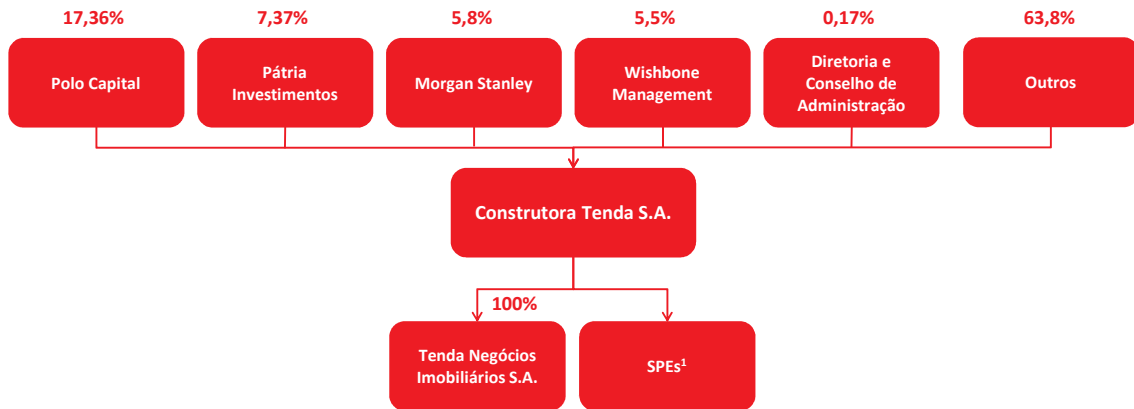 17,36%
7,37%
5,8%
5,5%
0,17%
63,8%
Polo Capital
Pátria
Investimentos
Morgan Stanley
Wishbone
Management
Diretoria e
Conselho de
Administração
Outros
Construtora Tenda S.A.
100%
Tenda Negócios
Imobiliários S.A.
SPEs¹